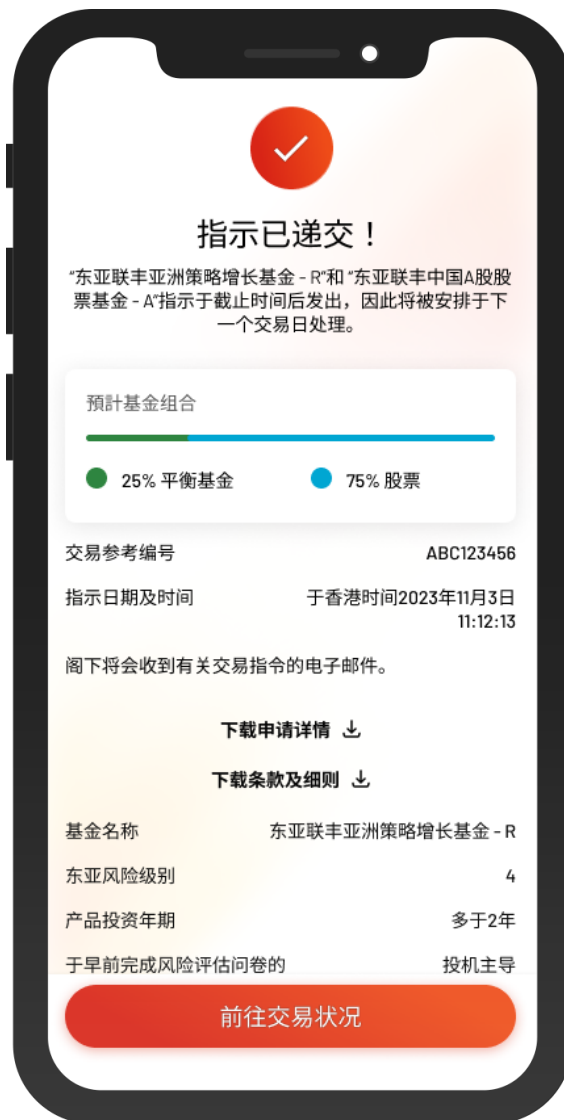 指示已递交！
“东亚联丰亚洲策略增长基金 - R”和 “东亚联丰中国A股股
票基金 - A”指示于截止时间后发出，因此将被安排于下
一个交易日处理。
預計基金组合
25% 平衡基金
75% 股票
交易参考编号 ABC123456
指示日期及时间 于香港时间2023年11月3日
11:12:13
阁下将会收到有关交易指令的电子邮件。
下载申请详情
下载条款及细则
基金名称 东亚联丰亚洲策略增长基金 - R
东亚风险级别 4
产品投资年期 多于2年
于早前完成风险评估问卷的 投机主导
前往交易状况